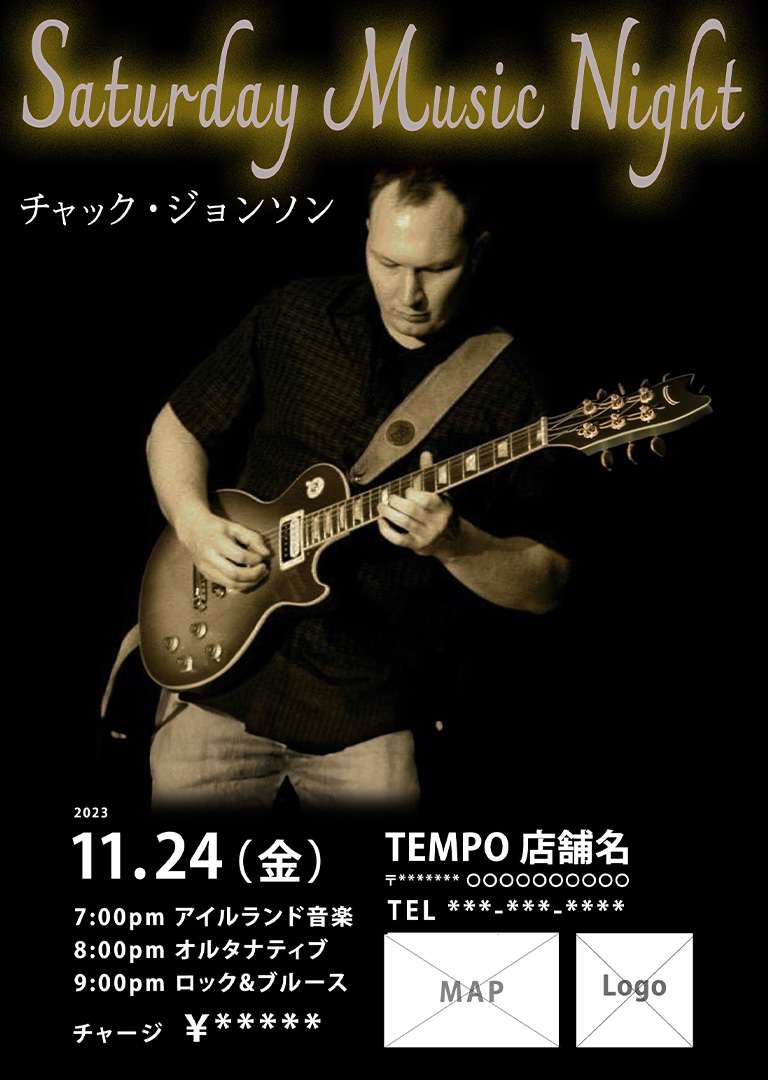 Saturday Music Night
チャック・ジョンソン
2023
11.24（金）
7:00pm アイルランド音楽
8:00pm オルタナティブ
9:00pm ロック&ブルース
チャージ ¥*****
TEMPO 店舗名
〒******* ○○○○○○○○○○
TEL ***-***-****
MAP
Logo